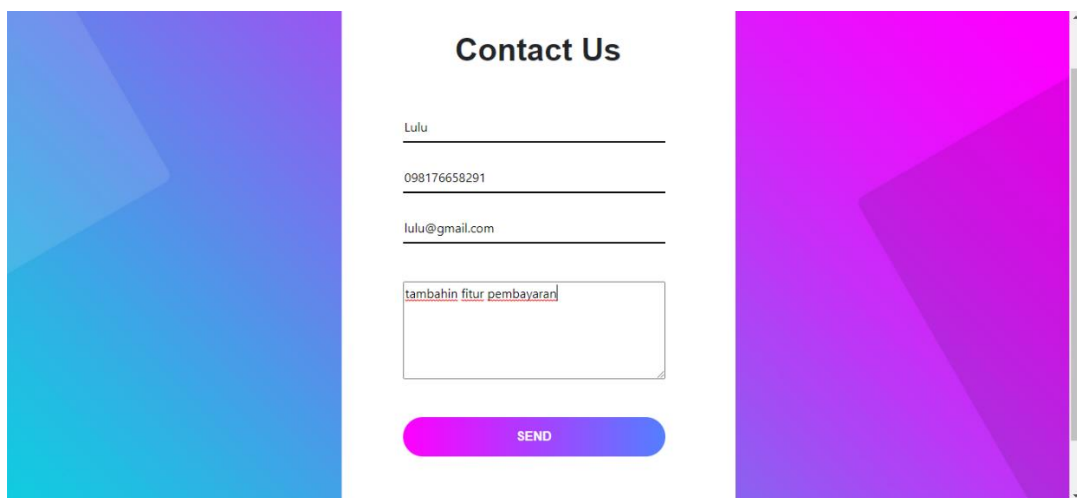 Contact Us
Lulu
098176658291
lulu@gmail.com
tambahin fitur pembayaran
SEND